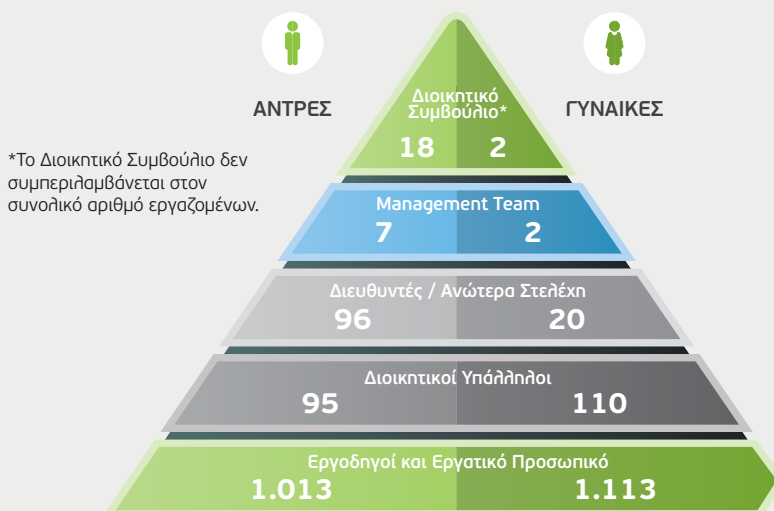 ΑΝΤΡΕΣ
ΓΥΝΑΙΚΕΣ
*Το Διοικητικό Συμβούλιο δεν
συμπεριλαμβάνεται στον
συνολικό αριθμό εργαζομένων.
Διοικητικό
Συμβούλιο*
18 2
Management Team
7 2
Διευθυντές / Ανώτερα Στελέχη
96 20
Διοικητικοί Υπάλληλοι
95 110
Εργοδηγοί και Εργατικό Προσωπικό
1.013 1.113